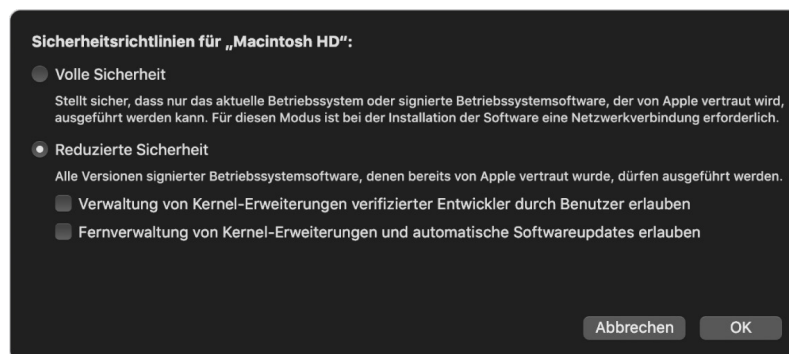 Sicherheitsrichtlinien für „Macintosh HD“:
Volle Sicherheit
Stellt sicher, dass nur das aktuelle Betriebssystem oder signierte Betriebssystemsoftware, der von Apple vertraut wird,
ausgeführt werden kann. Für diesen Modus ist bei der Installation der Software eine Netzwerkverbindung erforderlich.
Reduzierte Sicherheit
Alle Versionen signierter Betriebssystemsoftware, denen bereits von Apple vertraut wurde, dürfen ausgeführt werden.
Verwaltung von Kernel-Erweiterungen verifizierter Entwickler durch Benutzer erlauben
Fernverwaltung von Kernel-Erweiterungen und automatische Softwareupdates erlauben
Abbrechen OK